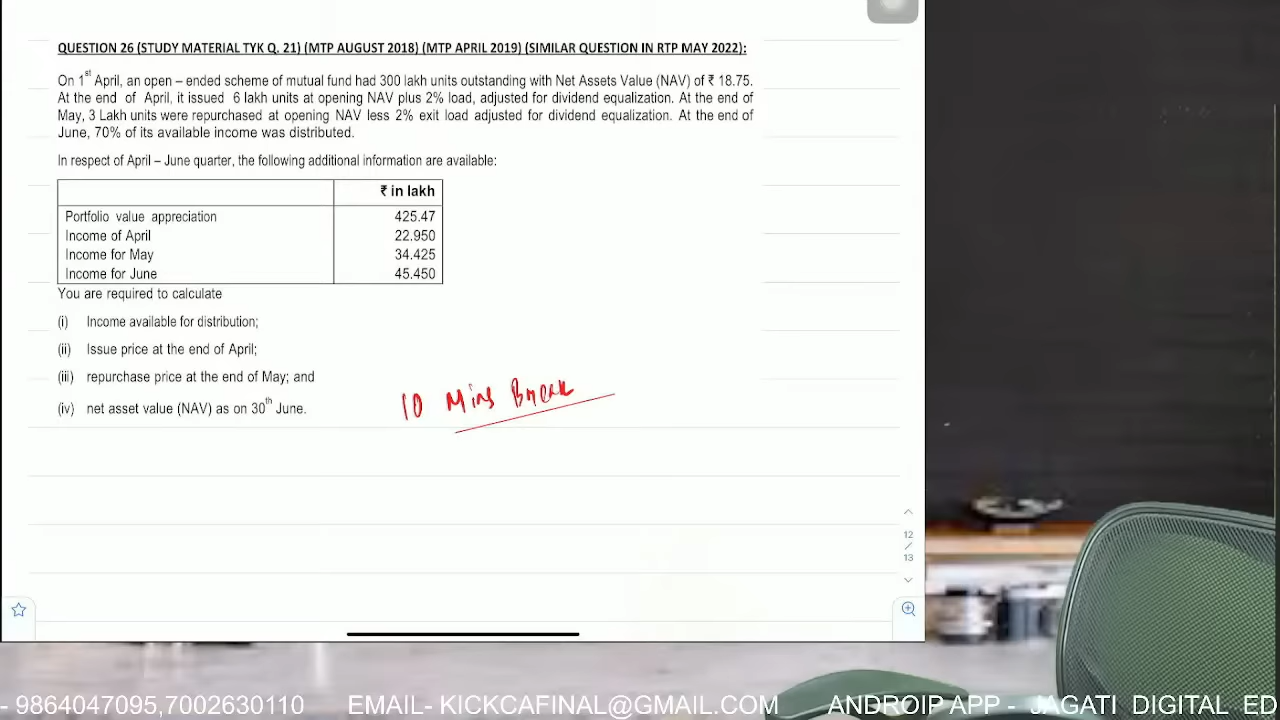 QUESTION 26 (STUDY MATERIAL TYK Q. 21) (MTP AUGUST 2018) (MTP APRIL 2019) (SIMILAR QUESTION IN RTP MAY 2022):
On 1st April, an open – ended scheme of mutual fund had 300 lakh units outstanding with Net Assets Value (NAV) of ₹ 18.75.
At the end of April, it issued 6 lakh units at opening NAV plus 2% load, adjusted for dividend equalization. At the end of
May, 3 Lakh units were repurchased at opening NAV less 2% exit load adjusted for dividend equalization. At the end of
June, 70% of its available income was distributed.
In respect of April – June quarter, the following additional information are available:
₹ in lakh
Portfolio value appreciation 425.47
Income of April 22.950
Income for May 34.425
Income for June 45.450
You are required to calculate
(i) Income available for distribution;
(ii) Issue price at the end of April;
(iii) repurchase price at the end of May; and
(iv) net asset value (NAV) as on 30th June.
10 Mins Break
12
/
13
- 9864047095,7002630110 EMAIL- KICKCAFINAL@GMAIL.COM ANDROIP APP - JAGATI DIGITAL ED